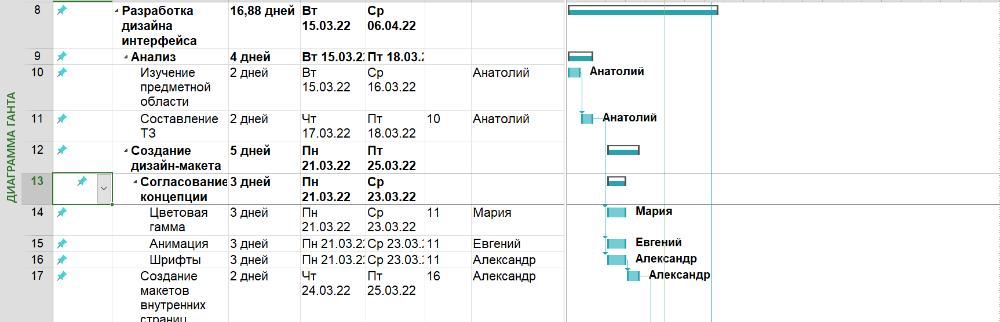 ДИАГРАММА ГАНТА
8 Разработка 16,88 дней Вт Ср
дизайна 15.03.22 06.04.22
интерфейса
9 Анализ 4 дней Вт 15.03.2 Пт 18.03.
10 Изучение 2 дней Вт Ср Анатолий Анатолий
предметной 15.03.22 16.03.22
области
11 Составление 2 дней Чт Пт 10 Анатолий Анатолий
ТЗ 17.03.22 18.03.22
12 Создание 5 дней Пн Пт
дизайн-макета 21.03.22 25.03.22
13 Согласование 3 дней Пн Ср
концепции 21.03.22 23.03.22
14 Цветовая 3 дней Пн Ср 11 Мария Мария
гамма 21.03.22 23.03.22
15 Анимация 3 дней Пн 21.03.2 Ср 23.03. 11 Евгений Евгений
16 Шрифты 3 дней Пн 21.03.2 Ср 23.03. 11 Александр Александр
17 Создание 2 дней Чт Пт 16 Александр Александр
макетов 24.03.22 25.03.22
внутренних
страниц